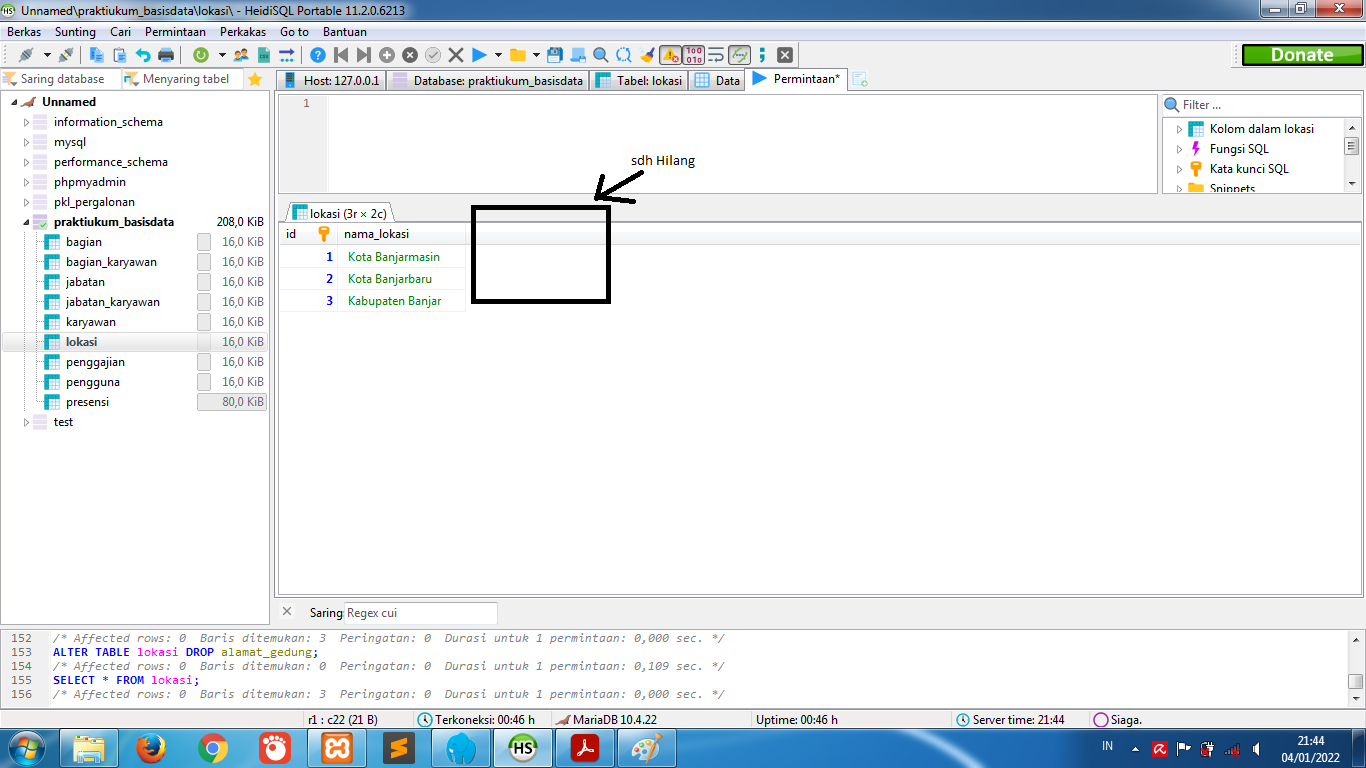 Unnamed\praktiukum_basisdata\lokasi\ - HeidiSQL Portable 11.2.0.6213
Berkas Sunting Cari Permintaan Perkakas Go to Bantuan
Donate
Saring database Menyaring tabel
Host: 127.0.0.1 Database: praktiukum_basisdata Tabel: lokasi Data Permintaan*
Unnamed
information_schema
mysql
performance_schema
phpmyadmin
pkl_pergalonan
praktiukum_basisdata 208,0 KiB
bagian 16,0 KiB
bagian_karyawan 16,0 KiB
jabatan 16,0 KiB
jabatan_karyawan 16,0 KiB
karyawan 16,0 KiB
lokasi 16,0 KiB
penggajian 16,0 KiB
pengguna 16,0 KiB
presensi 80,0 KiB
test
1
Filter ...
Kolom dalam lokasi
Fungsi SQL
Kata kunci SQL
Snippets
sdh Hilang
lokasi (3r × 2c)
id nama_lokasi
1 Kota Banjarmasin
2 Kota Banjarbaru
3 Kabupaten Banjar
Saring: Regex cui
152 /* Affected rows: 0 Baris ditemukan: 3 Peringatan: 0 Durasi untuk 1 permintaan: 0,000 sec. */
153 ALTER TABLE lokasi DROP alamat_gedung;
154 /* Affected rows: 0 Baris ditemukan: 0 Peringatan: 0 Durasi untuk 1 permintaan: 0,109 sec. */
155 SELECT * FROM lokasi;
156 /* Affected rows: 0 Baris ditemukan: 3 Peringatan: 0 Durasi untuk 1 permintaan: 0,000 sec. */
r1 : c22 (21 B) Terkoneksi: 00:46 h MariaDB 10.4.22 Uptime: 00:46 h Server time: 21:44 Siaga.
HS
IN
21:44
04/01/2022